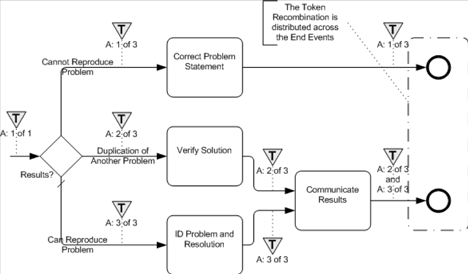 The Token
Recombination is
distributed across
the End Events
T
A: 1 of 3
T
A: 1 of 3
Cannot Reproduce
Problem
Correct Problem
Statement
T
A: 1 of 1
T
A: 2 of 3
Duplication of
Another Problem
Verify Solution
T
A: 2 of 3
T
A: 2 of 3
and
A: 3 of 3
Results?
Communicate
Results
T
A: 3 of 3
Can Reproduce
Problem
ID Problem and
Resolution
T
A: 3 of 3